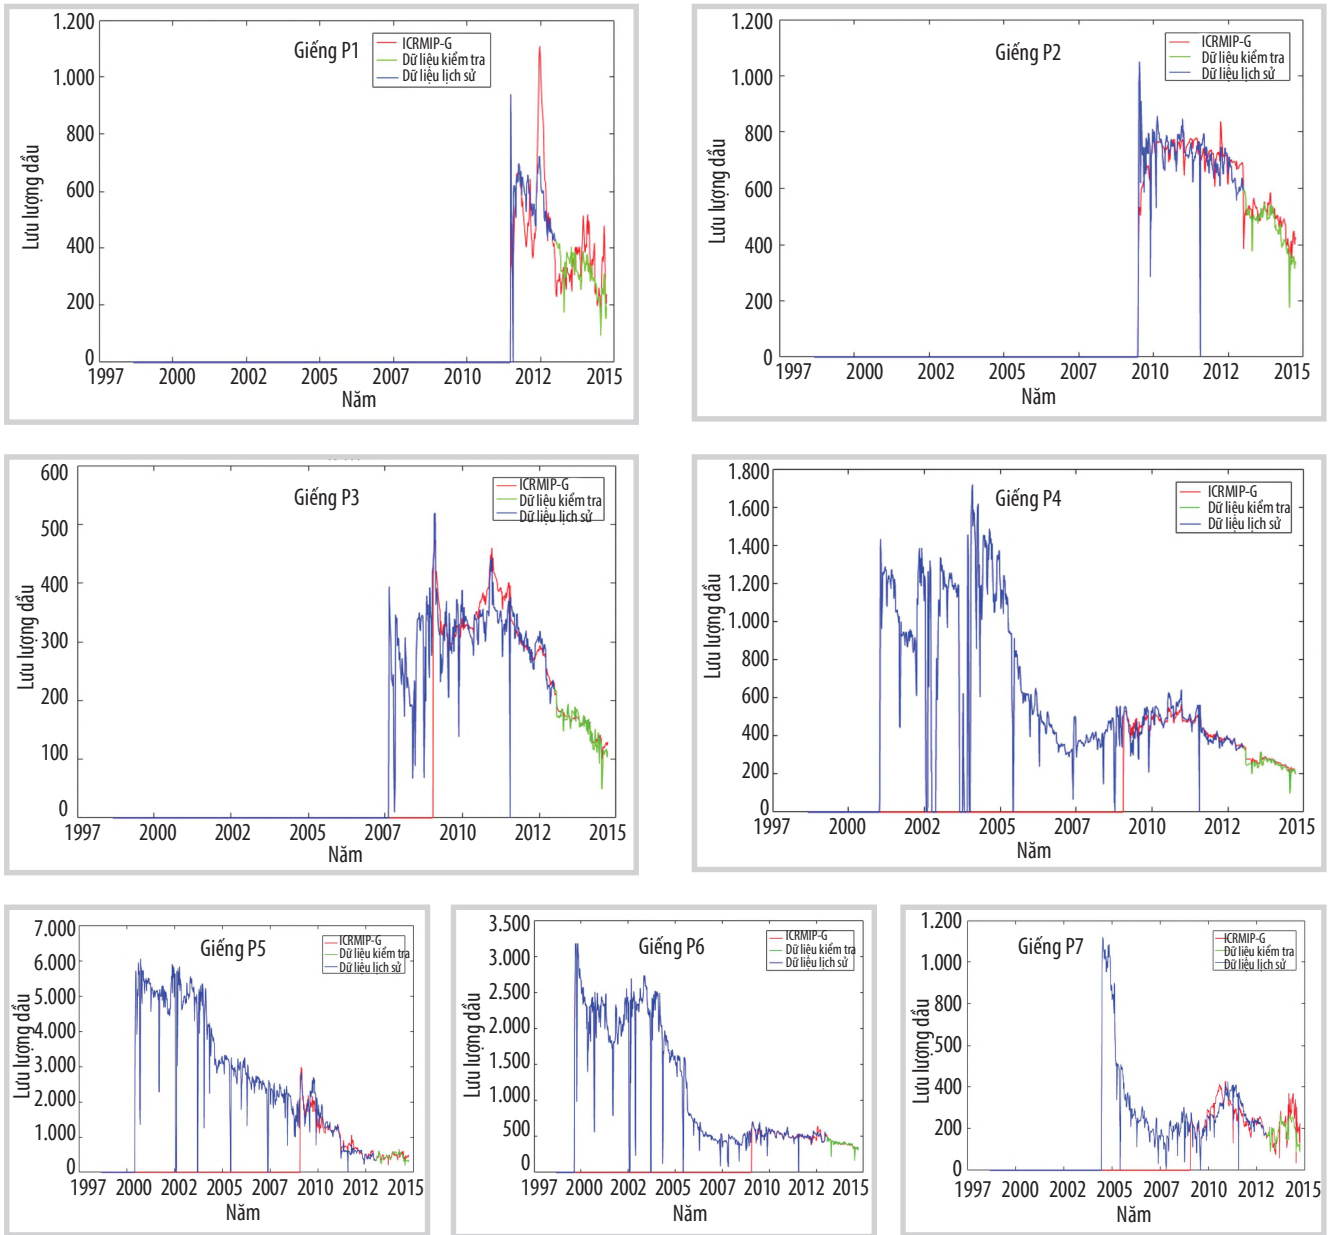 1.200
1.000
800
600
400
200
0
Lưu lượng dầu
Giếng P1
ICRMIP-G
Dữ liệu kiểm tra
Dữ liệu lịch sử
1997 2000 2002 2005 2007 2010 2012 2015
Năm
1.200
1.000
800
600
400
200
0
Lưu lượng dầu
Giếng P2
ICRMIP-G
Dữ liệu kiểm tra
Dữ liệu lịch sử
1997 2000 2002 2005 2007 2010 2012 2015
Năm
600
500
400
300
200
100
0
Lưu lượng dầu
Giếng P3
ICRMIP-G
Dữ liệu kiểm tra
Dữ liệu lịch sử
1997 2000 2002 2005 2007 2010 2012 2015
Năm
1.800
1.600
1.400
1.200
1.000
800
600
400
200
0
Lưu lượng dầu
Giếng P4
ICRMIP-G
Dữ liệu kiểm tra
Dữ liệu lịch sử
1997 2000 2002 2005 2007 2010 2012 2015
Năm
7.000
6.000
5.000
4.000
3.000
2.000
1.000
0
Lưu lượng dầu
Giếng P5
ICRMIP-G
Dữ liệu kiểm tra
Dữ liệu lịch sử
1997 2000 2002 2005 2007 2010 2012 2015
Năm
3.500
3.000
2.500
2.000
1.500
1.000
500
0
Lưu lượng dầu
Giếng P6
ICRMIP-G
Dữ liệu kiểm tra
Dữ liệu lịch sử
1997 2000 2002 2005 2007 2010 2012 2015
Năm
1.200
1.000
800
500
400
200
0
Lưu lượng dầu
Giếng P7
ICRMIP-G
Dữ liệu kiểm tra
Dữ liệu lịch sử
1997 2000 2002 2005 2007 2010 2012 2015
Năm